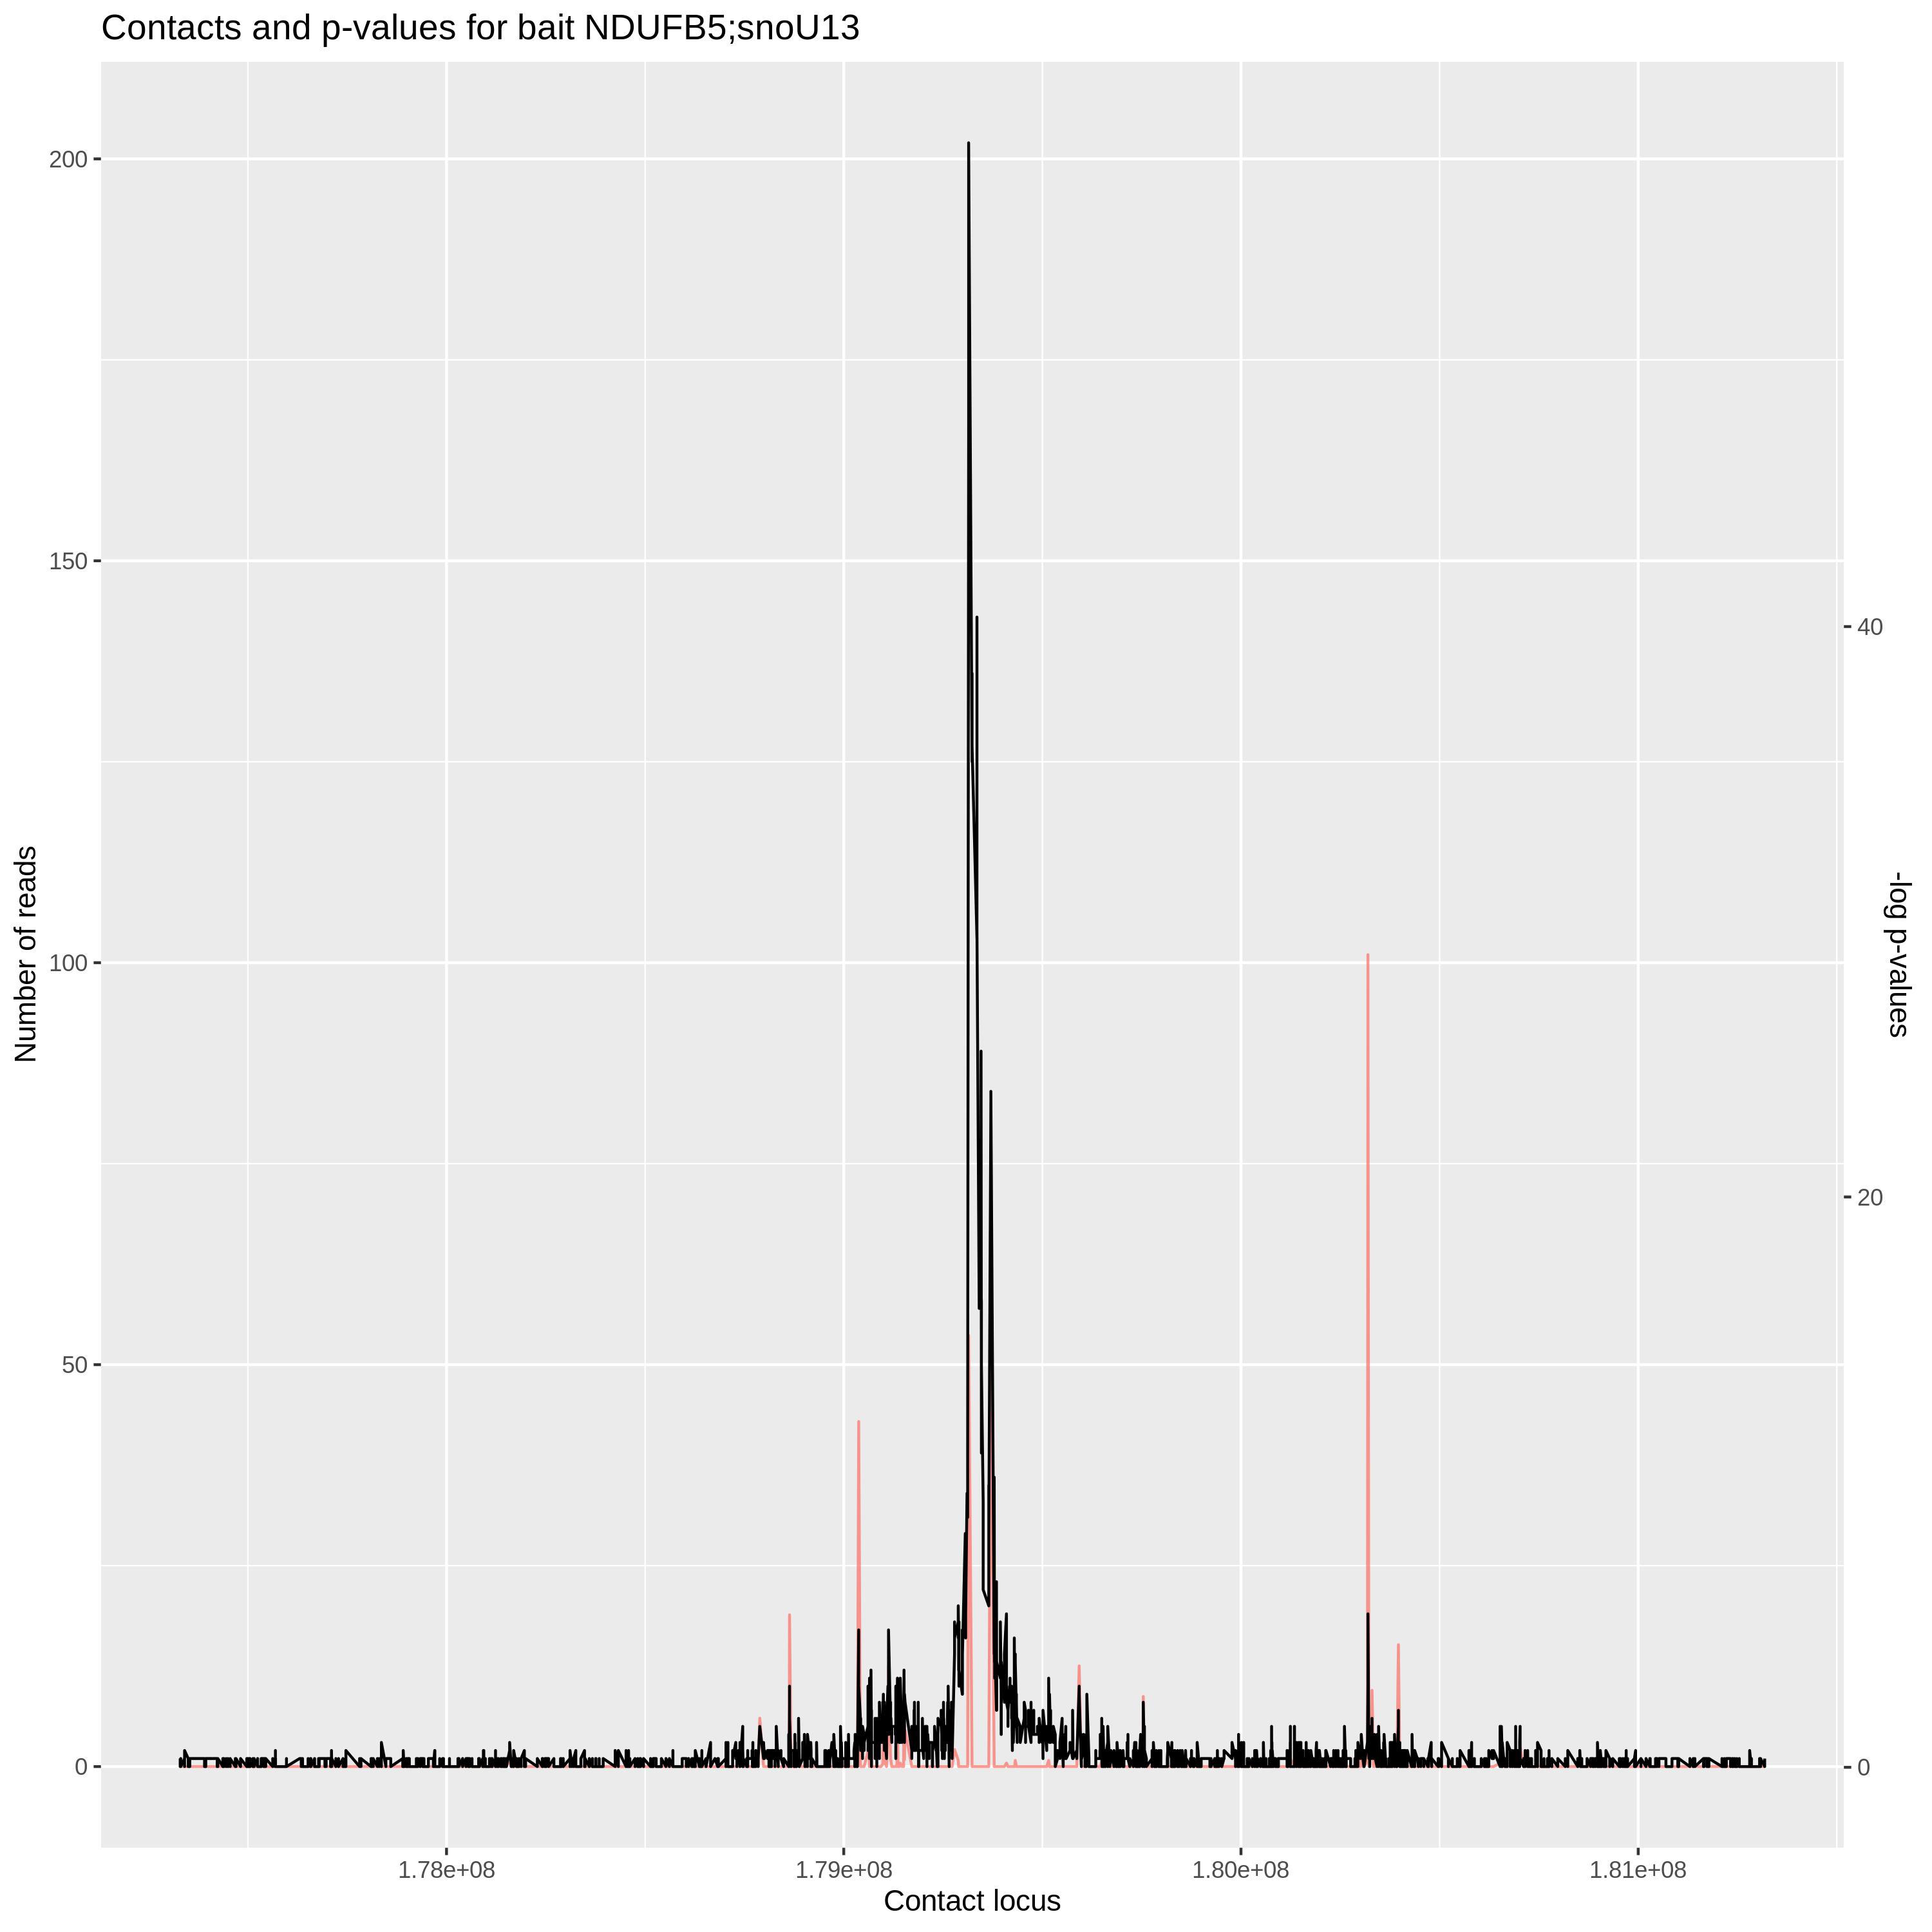 Contacts and p-values for bait NDUFB5;snoU13
200
150
100
50
0
Number of reads
40
20
0
-log p-values
1.78e+08
1.79e+08
1.80e+08
1.81e+08
Contact locus